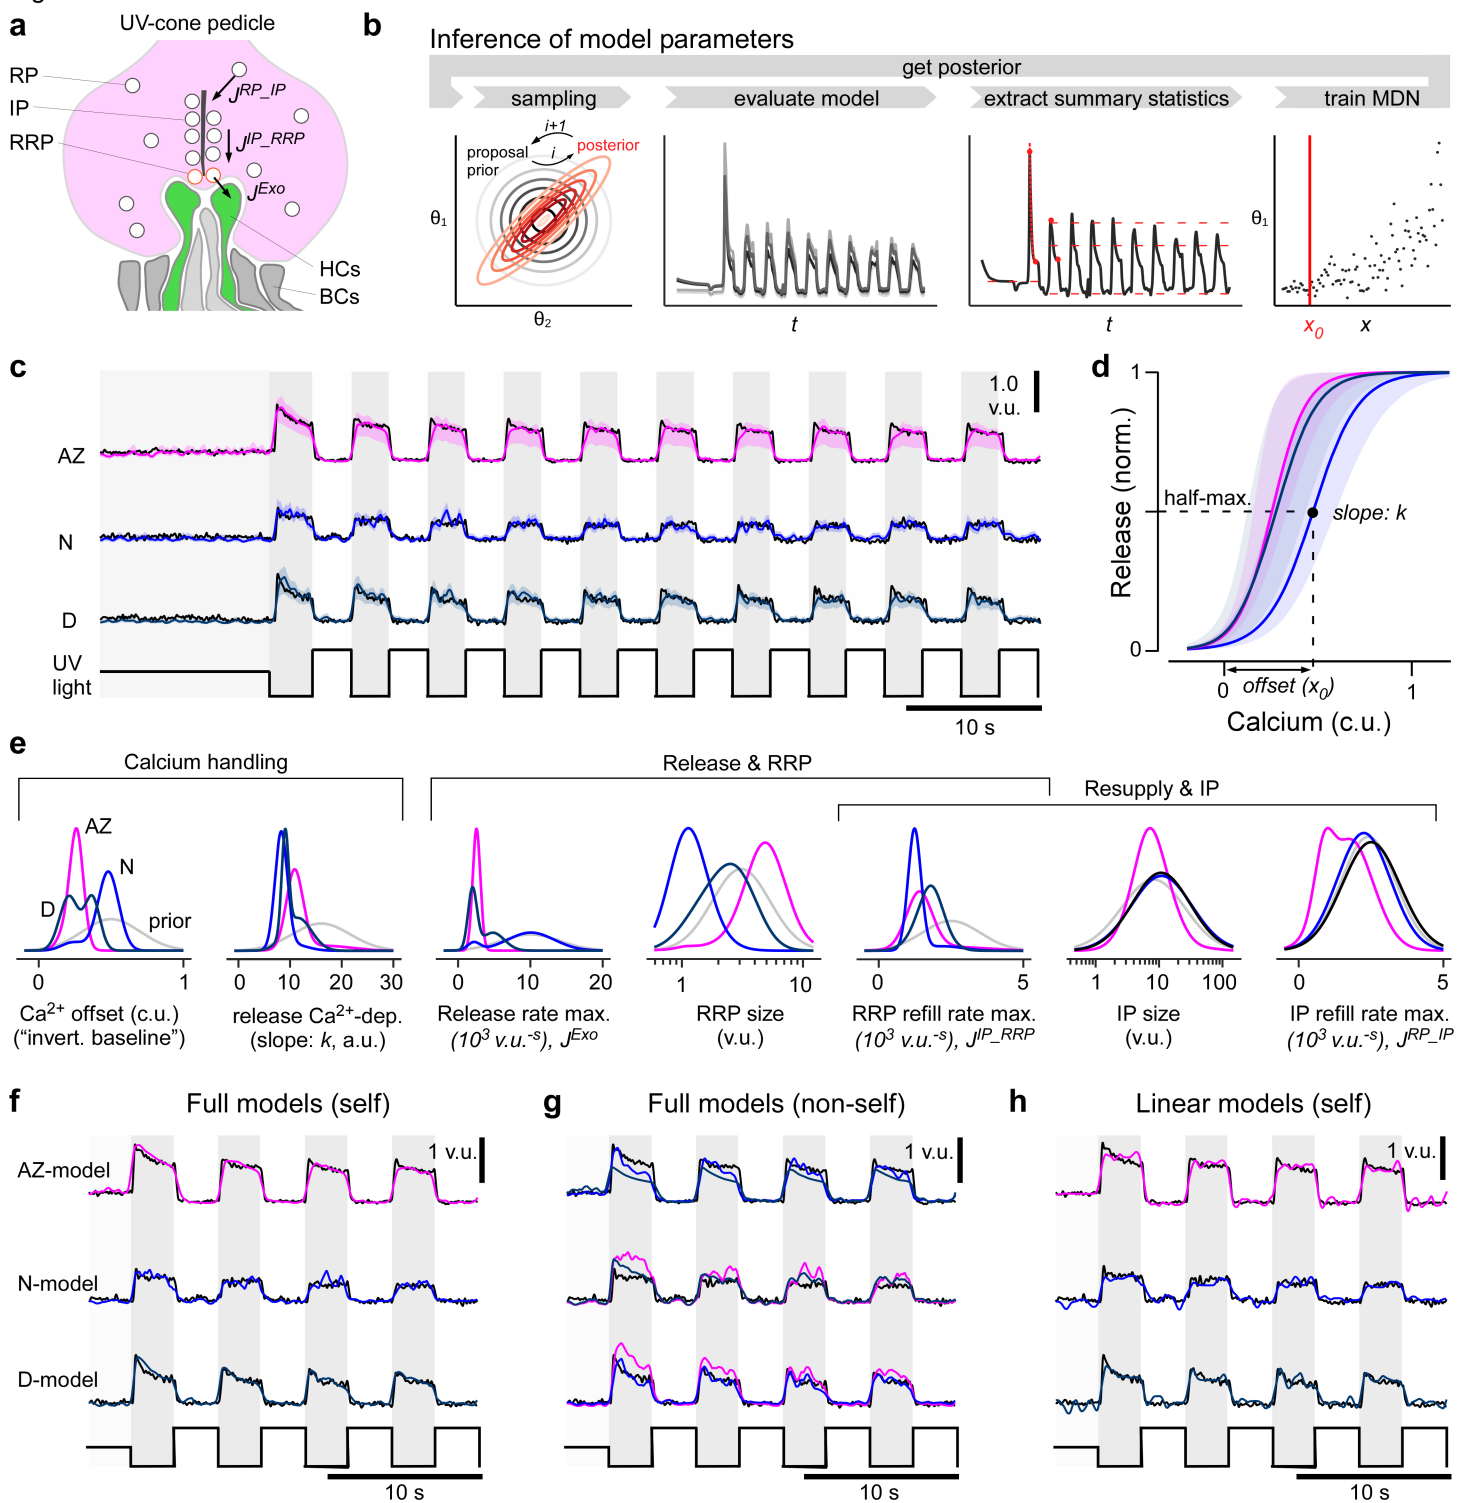 a
UV-cone pedicle
RP
IP
RRP
J^RP_IP
J^IP_RRP
J^Exo
HCs
BCs
b
Inference of model parameters
get posterior
sampling
evaluate model
extract summary statistics
train MDN
i+1
i
proposal
prior
posterior
θ1
θ2
t
t
θ1
x0
x
c
1.0
v.u.
AZ
N
D
UV
light
10 s
d
Release (norm.)
1
half-max.
slope: k
0
0
offset (x0)
1
Calcium (c.u.)
e
Calcium handling
Release & RRP
Resupply & IP
AZ
N
D
prior
0 1
Ca2+ offset (c.u.)
("invert. baseline")
0 10 20 30
release Ca2+-dep.
(slope: k, a.u.)
0 10 20
Release rate max.
(10^3 v.u.-s), J^Exo
1 10
RRP size
(v.u.)
0 5
RRP refill rate max.
(10^3 v.u.-s), J^IP_RRP
1 10 100
IP size
(v.u.)
0 5
IP refill rate max.
(10^3 v.u.-s), J^RP_IP
f
Full models (self)
1 v.u.
AZ-model
N-model
D-model
10 s
g
Full models (non-self)
1 v.u.
10 s
h
Linear models (self)
1 v.u.
10 s